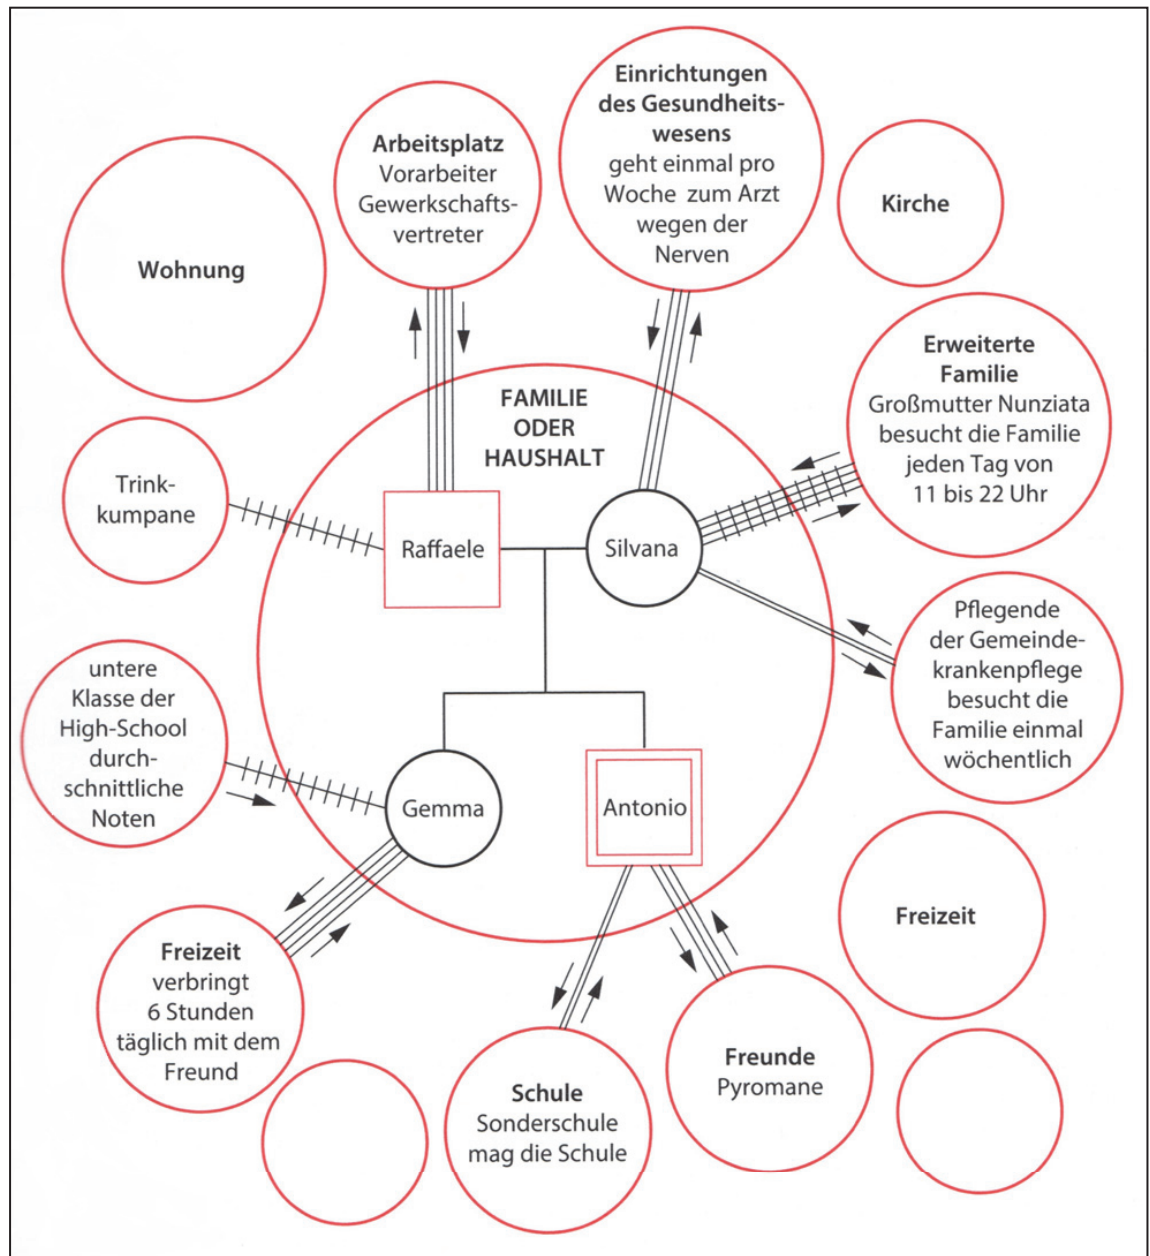 Einrichtungen
des Gesundheits-
wesens
geht einmal pro
Woche zum Arzt
wegen der
Nerven
Arbeitsplatz
Vorarbeiter
Gewerkschafts-
vertreter
Kirche
Wohnung
Erweiterte
Familie
Großmutter Nunziata
besucht die Familie
jeden Tag von
11 bis 22 Uhr
FAMILIE
ODER
HAUSHALT
Trink-
kumpane
Raffaele
Silvana
Pflegende
der Gemeinde-
krankenpflege
besucht die
Familie einmal
wöchentlich
untere
Klasse der
High-School
durch-
schnittliche
Noten
Gemma
Antonio
Freizeit
Freizeit
verbringt
6 Stunden
täglich mit dem
Freund
Freunde
Pyromane
Schule
Sonderschule
mag die Schule